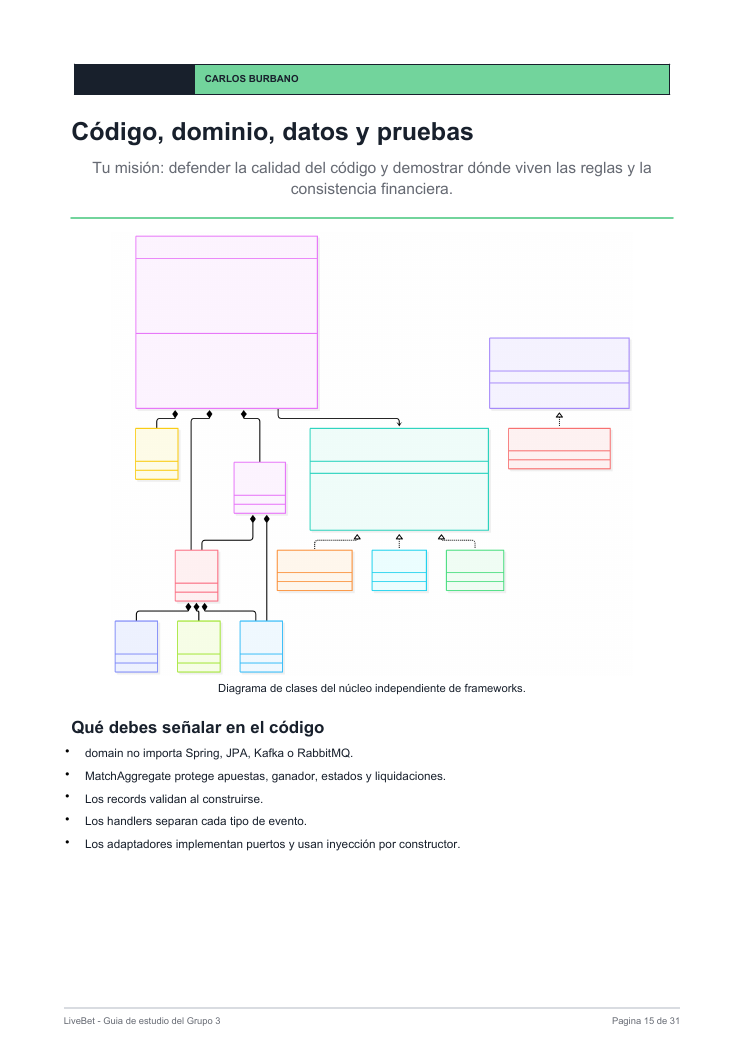 CARLOS BURBANO
Código, dominio, datos y pruebas
Tu misión: defender la calidad del código y demostrar dónde viven las reglas y la
consistencia financiera.
Diagrama de clases del núcleo independiente de frameworks.
Qué debes señalar en el código
• domain no importa Spring, JPA, Kafka o RabbitMQ.
• MatchAggregate protege apuestas, ganador, estados y liquidaciones.
• Los records validan al construirse.
• Los handlers separan cada tipo de evento.
• Los adaptadores implementan puertos y usan inyección por constructor.
LiveBet - Guia de estudio del Grupo 3
Pagina 15 de 31